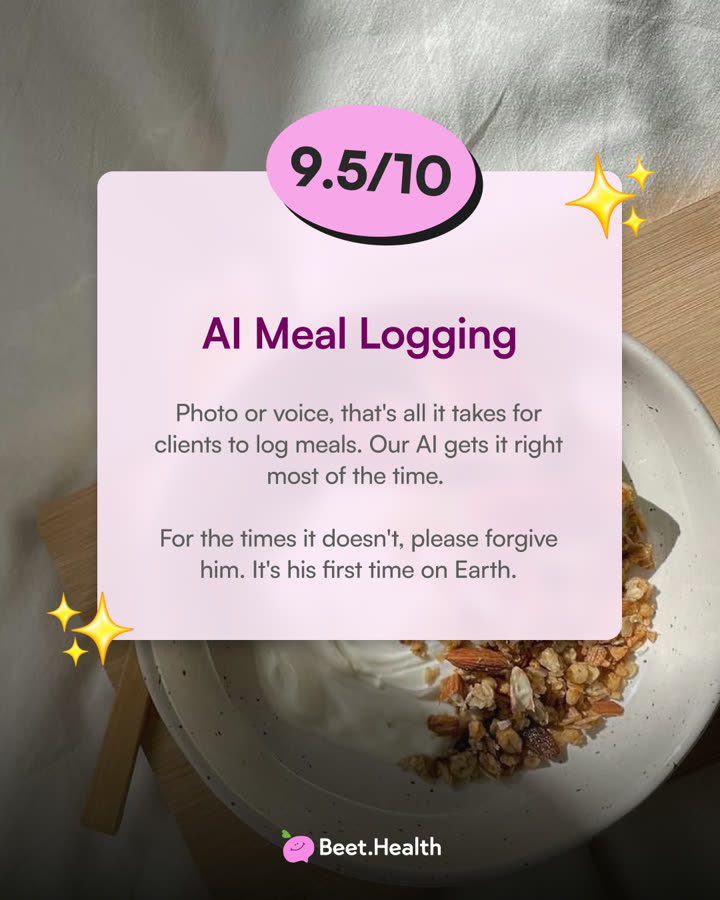 9.5/10
AI Meal Logging
Photo or voice, that's all it takes for
clients to log meals. Our AI gets it right
most of the time.
For the times it doesn't, please forgive
him. It's his first time on Earth.
Beet.Health